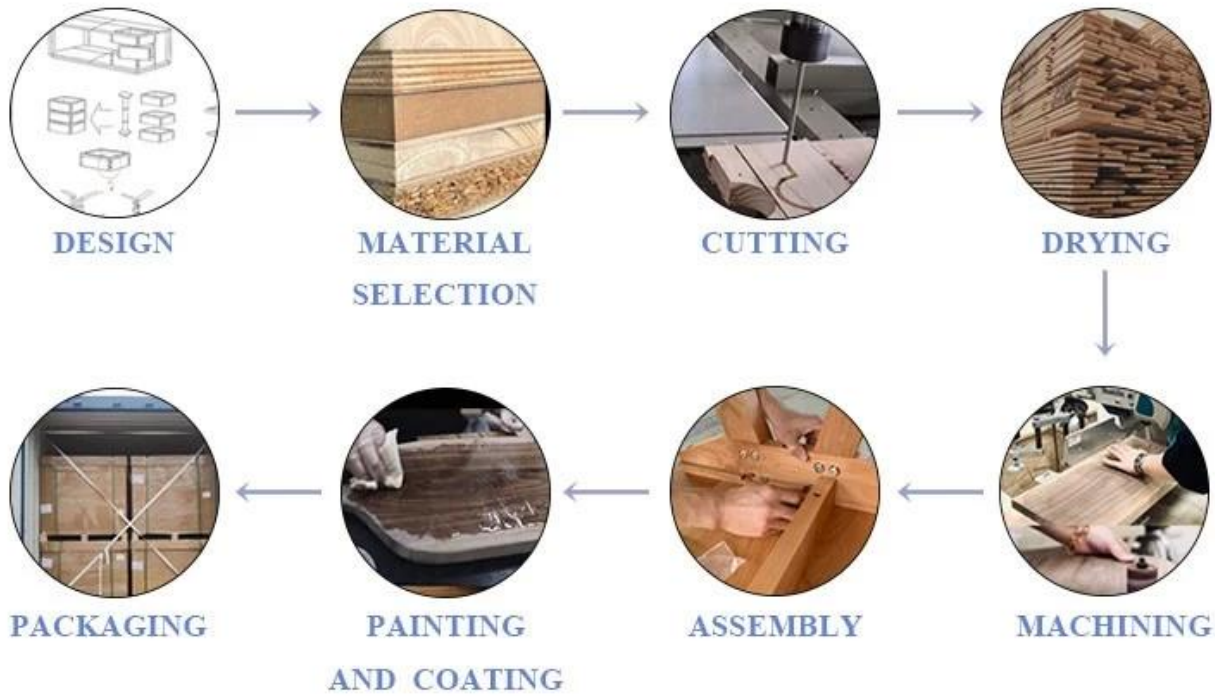 DESIGN
MATERIAL
SELECTION
CUTTING
DRYING
MACHINING
ASSEMBLY
PAINTING
AND COATING
PACKAGING